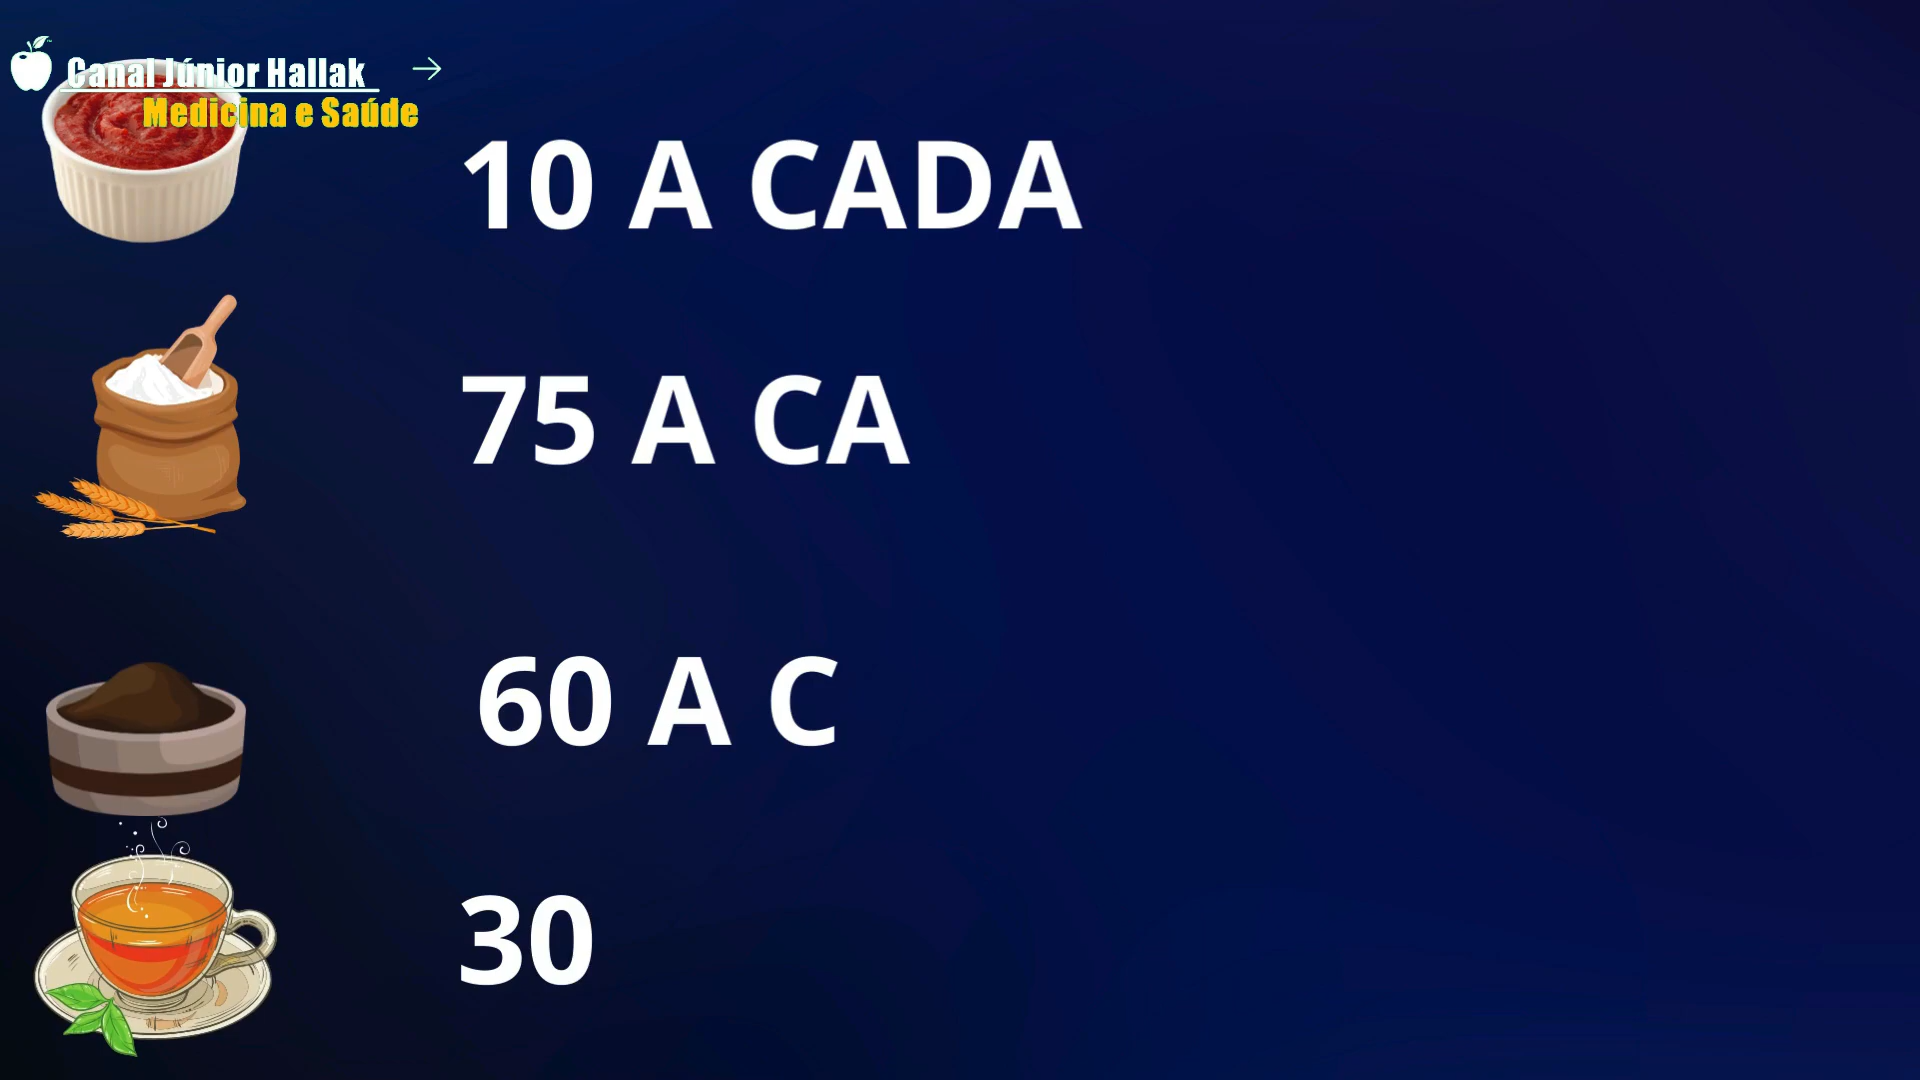 Canal Júnior Hallak
Medicina e Saúde
10 A CADA
75 A CA
60 A C
30